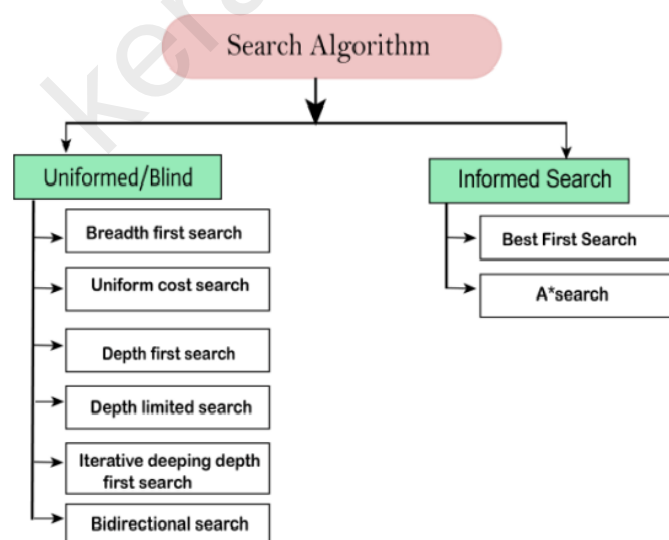 Search Algorithm
Uniformed/Blind
Breadth first search
Uniform cost search
Depth first search
Depth limited search
Iterative deeping depth
first search
Bidirectional search
Informed Search
Best First Search
A*search